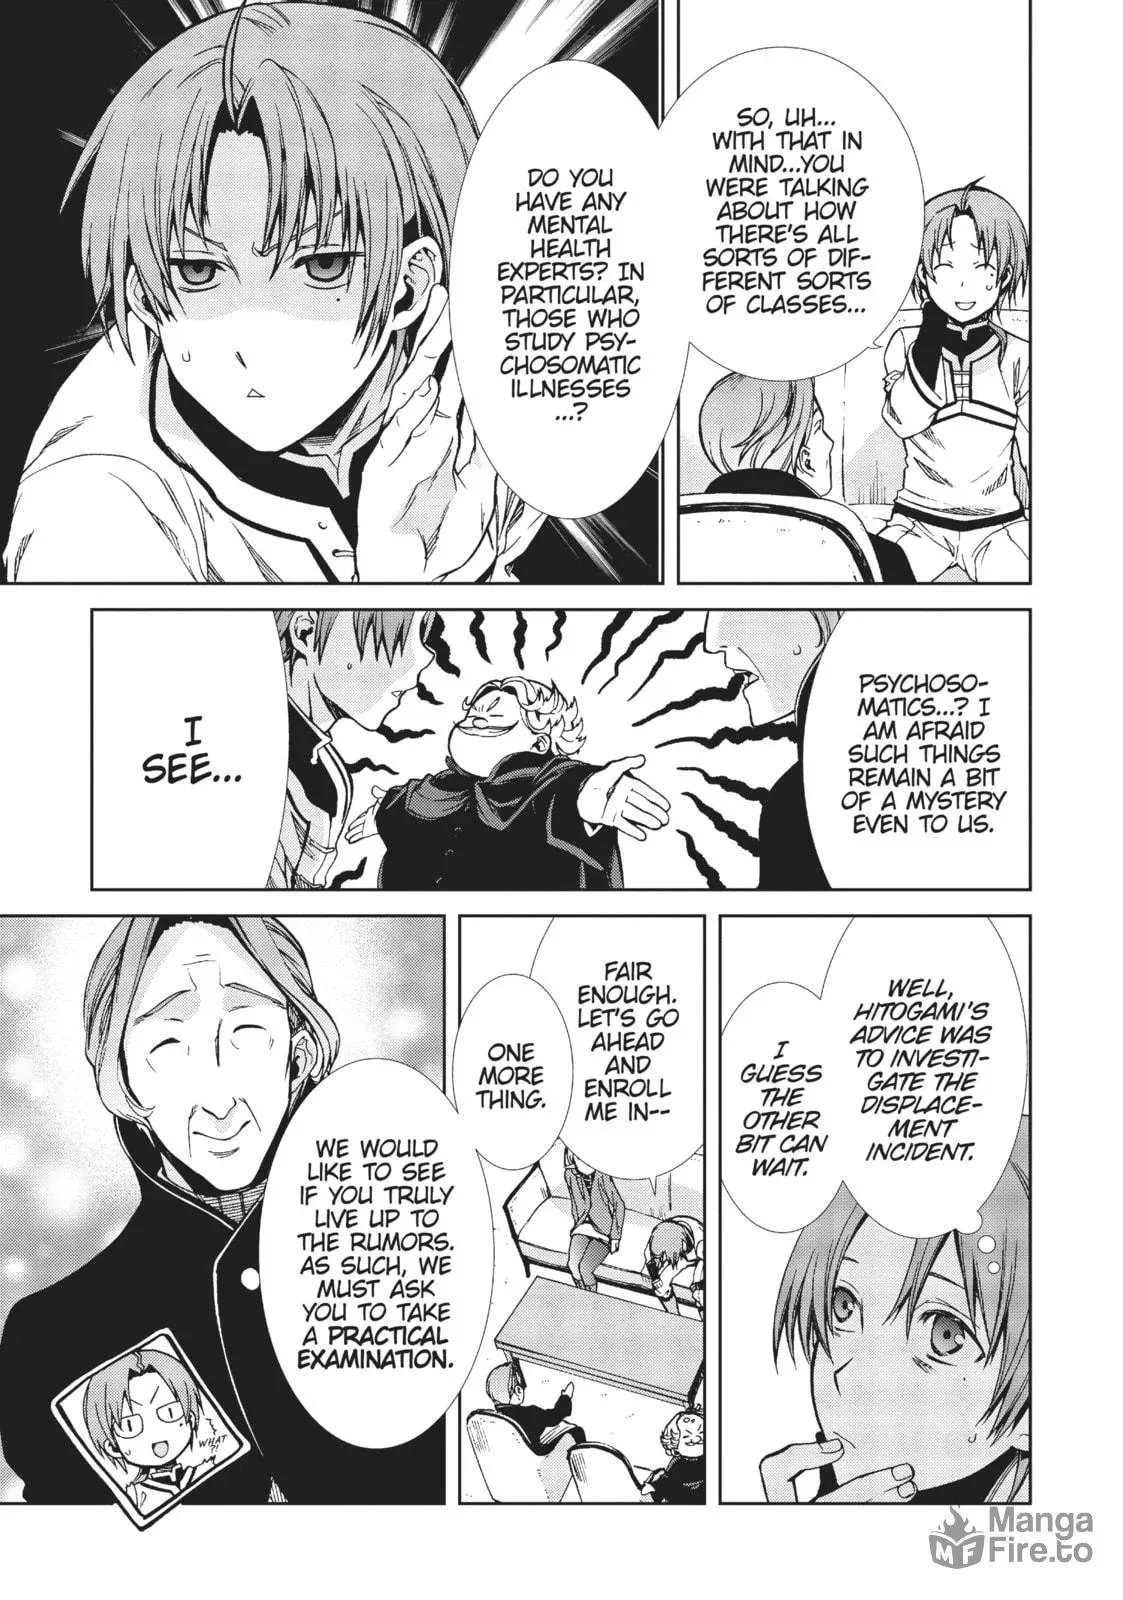 SO, UH...
WITH THAT IN
MIND...YOU
WERE TALKING
ABOUT HOW
THERE'S ALL
SORTS OF DIF-
FERENT SORTS
OF CLASSES...
DO YOU
HAVE ANY
MENTAL
HEALTH
EXPERTS? IN
PARTICULAR,
THOSE WHO
STUDY PSY-
CHOSOMATIC
ILLNESSES
...?
PSYCHOSO-
MATICS...? I
AM AFRAID
SUCH THINGS
REMAIN A BIT
OF A MYSTERY
EVEN TO US.
I
SEE...
WELL,
HITOGAMI'S
ADVICE WAS
TO INVESTI-
GATE THE
DISPLACE-
MENT
INCIDENT.
I
GUESS
THE
OTHER
BIT CAN
WAIT.
FAIR
ENOUGH.
LET'S GO
AHEAD
AND
ENROLL
ME IN--
ONE
MORE
THING.
WE WOULD
LIKE TO SEE
IF YOU TRULY
LIVE UP TO
THE RUMORS.
AS SUCH, WE
MUST ASK
YOU TO TAKE
A PRACTICAL
EXAMINATION.
WHAT
?!
Manga
MF Fire.to